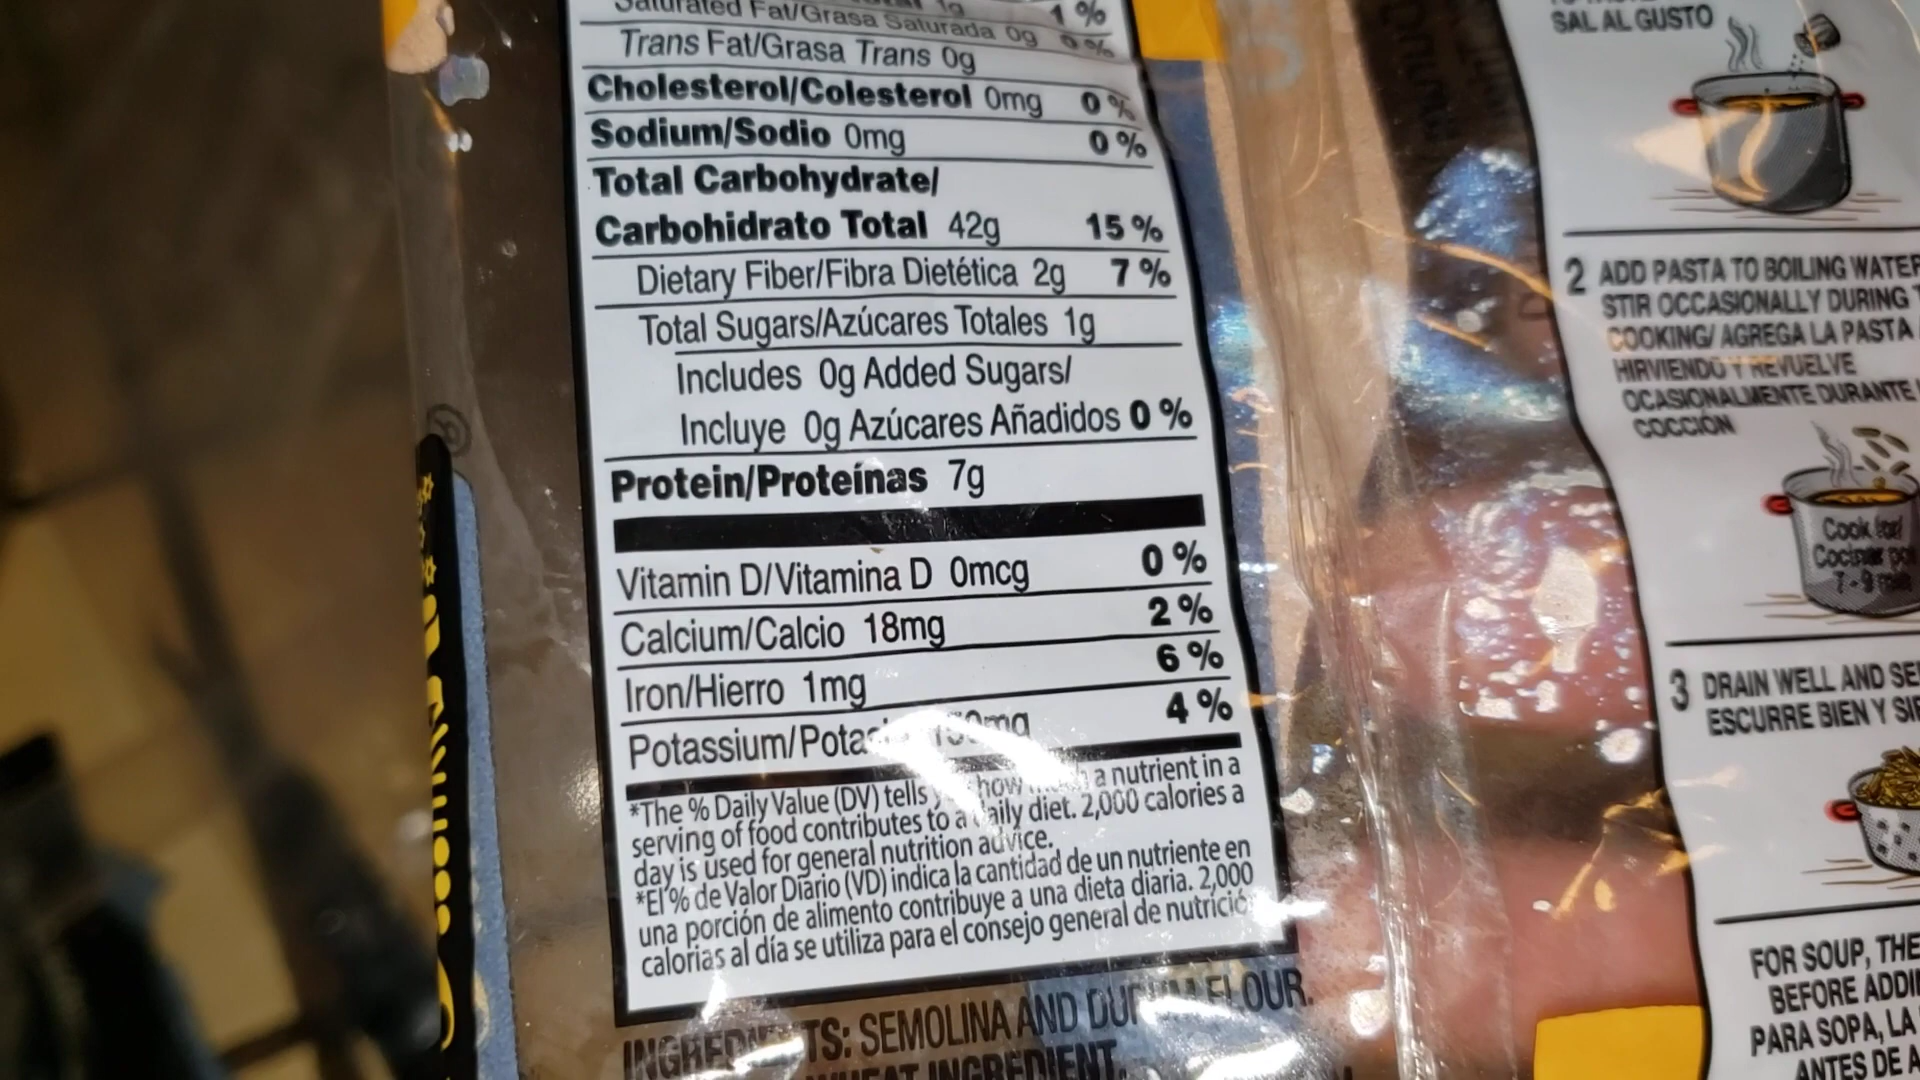 1g 1 %
Saturated Fat/Grasa Saturada 0g 0 %
Trans Fat/Grasa Trans 0g
Cholesterol/Colesterol 0mg 0 %
Sodium/Sodio 0mg 0 %
Total Carbohydrate/
Carbohidrato Total 42g 15 %
Dietary Fiber/Fibra Dietética 2g 7 %
Total Sugars/Azúcares Totales 1g
Includes 0g Added Sugars/
Incluye 0g Azúcares Añadidos 0 %
Protein/Proteínas 7g
Vitamin D/Vitamina D 0mcg 0 %
Calcium/Calcio 18mg 2 %
Iron/Hierro 1mg 6 %
Potassium/ 4 %
*The % Daily Value (DV) tells how a nutrient in a
serving of food contributes to a daily diet. 2,000 calories a
day is used for general nutrition advice.
*El % de Valor Diario (VD) indica la cantidad de un nutriente en
una porción de alimento contribuye a una dieta diaria. 2,000
calorías al día se utiliza para el consejo general de nutrición
INGREDIENTS: SEMOLINA AND DURUM FLOUR.
WHEAT INGREDIENT.
SAL AL GUSTO
2 ADD PASTA TO BOILING WATER
STIR OCCASIONALLY DURING
COOKING/ AGREGA LA PASTA
HIRVIENDO Y REVUELVE
OCASIONALMENTE DURANTE
COCCIÓN
Cook for/
Cocinar
7-9
3 DRAIN WELL AND
ESCURRE BIEN Y
FOR SOUP, THE
BEFORE
PARA SOPA, LA
ANTES DE